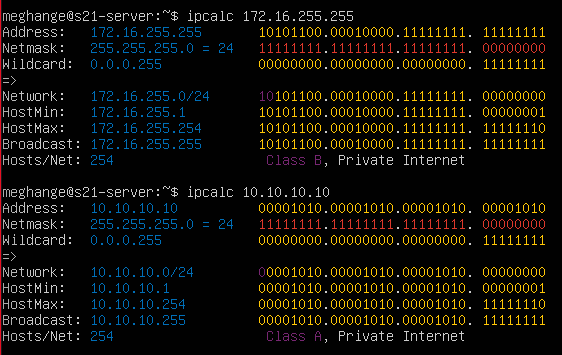 meghange@s21-server:~$ ipcalc 172.16.255.255
Address:   172.16.255.255       10101100.00010000.11111111. 11111111
Netmask:   255.255.255.0 = 24   11111111.11111111.11111111. 00000000
Wildcard:  0.0.0.255            00000000.00000000.00000000. 11111111
=>
Network:   172.16.255.0/24      10101100.00010000.11111111. 00000000
HostMin:   172.16.255.1         10101100.00010000.11111111. 00000001
HostMax:   172.16.255.254       10101100.00010000.11111111. 11111110
Broadcast: 172.16.255.255       10101100.00010000.11111111. 11111111
Hosts/Net: 254                   Class B, Private Internet
meghange@s21-server:~$ ipcalc 10.10.10.10
Address:   10.10.10.10          00001010.00001010.00001010. 00001010
Netmask:   255.255.255.0 = 24   11111111.11111111.11111111. 00000000
Wildcard:  0.0.0.255            00000000.00000000.00000000. 11111111
=>
Network:   10.10.10.0/24        00001010.00001010.00001010. 00000000
HostMin:   10.10.10.1           00001010.00001010.00001010. 00000001
HostMax:   10.10.10.254         00001010.00001010.00001010. 11111110
Broadcast: 10.10.10.255         00001010.00001010.00001010. 11111111
Hosts/Net: 254                   Class A, Private Internet